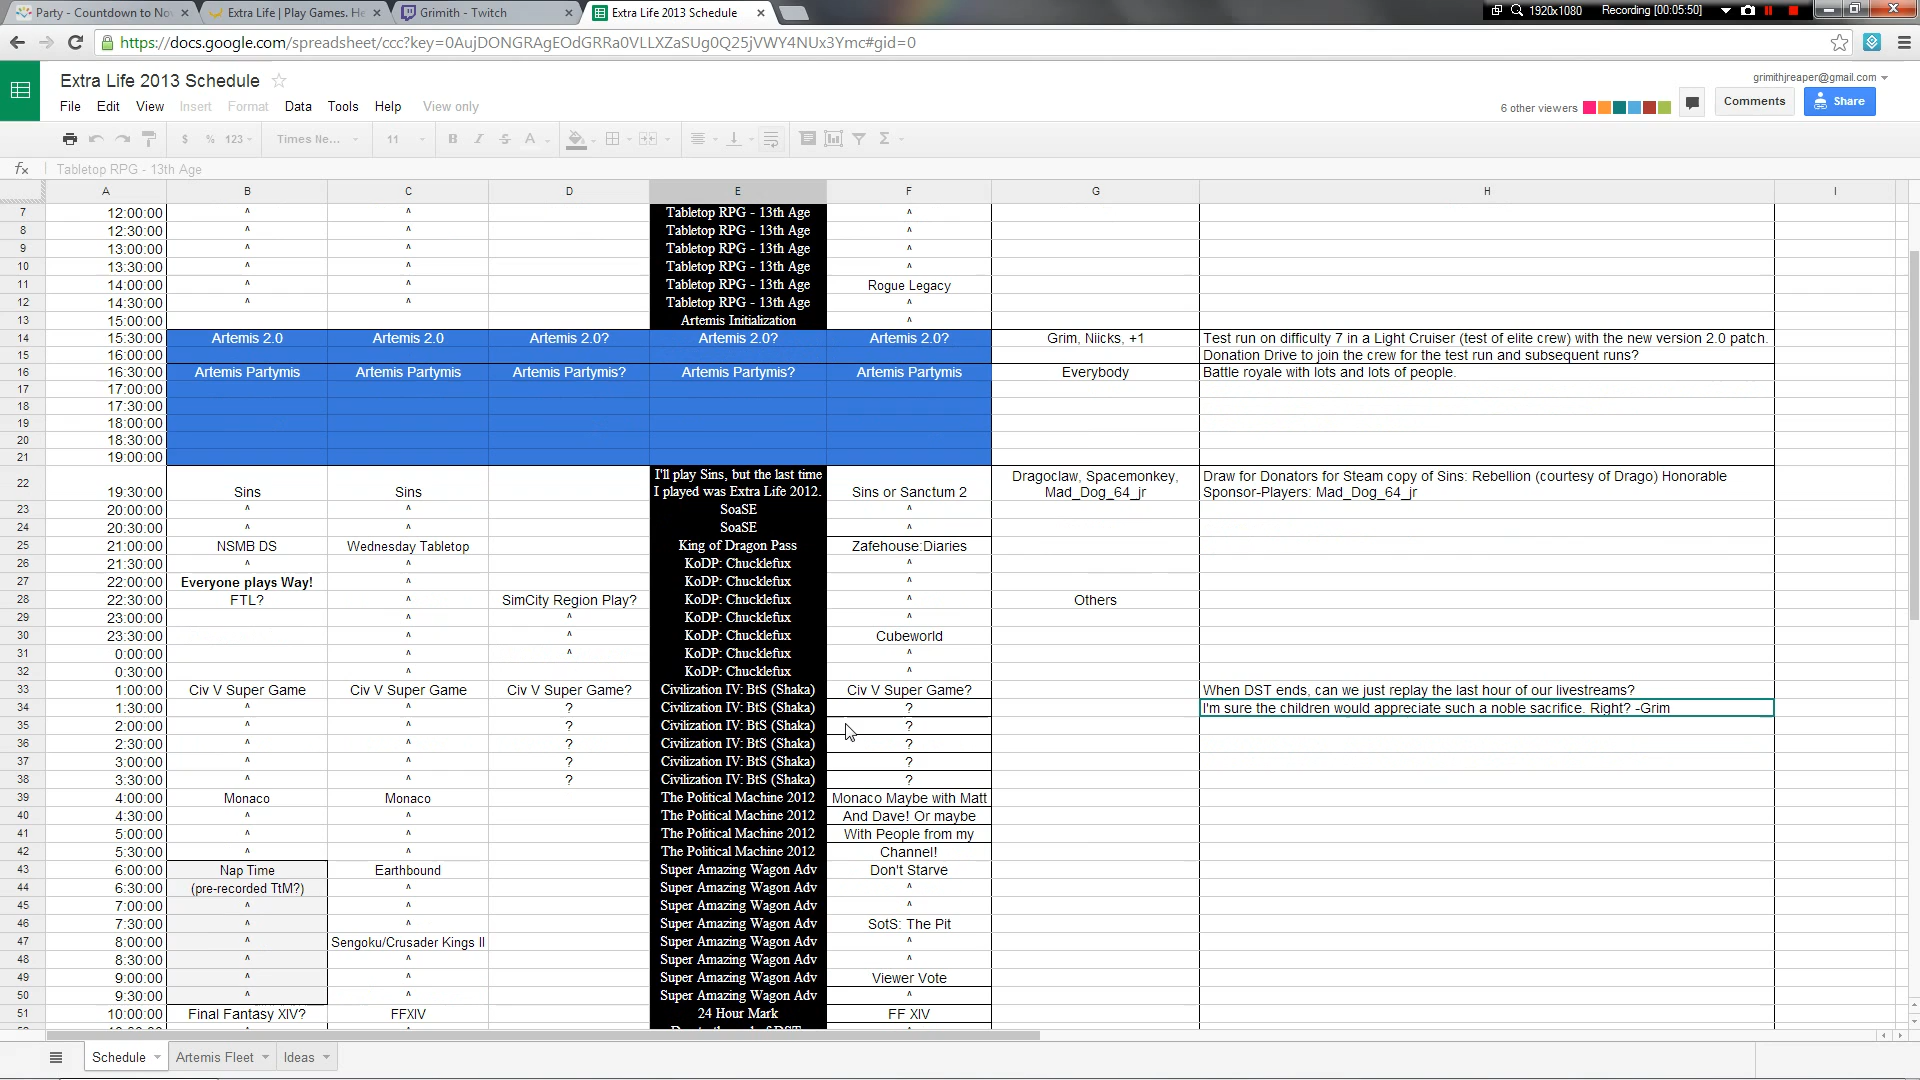 Party - Countdown to Nov
Extra Life | Play Games. He
Grimith - Twitch
Extra Life 2013 Schedule
1920x1080
Recording [00:05:50]
https://docs.google.com/spreadsheet/ccc?key=0AujDONGRAgEOdGRRa0VLLXZaSUg0Q25jVWY4NUx3Ymc#gid=0
Extra Life 2013 Schedule
grimithjreaper@gmail.com
File Edit View Insert Format Data Tools Help View only
6 other viewers
Comments
Share
$ % 123 Times Ne... 11 B I S A Σ
fx Tabletop RPG - 13th Age
A B C D E F G H I
7 12:00:00 ^ ^ Tabletop RPG - 13th Age ^
8 12:30:00 ^ ^ Tabletop RPG - 13th Age ^
9 13:00:00 ^ ^ Tabletop RPG - 13th Age ^
10 13:30:00 ^ ^ Tabletop RPG - 13th Age ^
11 14:00:00 ^ ^ Tabletop RPG - 13th Age Rogue Legacy
12 14:30:00 ^ ^ Tabletop RPG - 13th Age ^
13 15:00:00 Artemis Initialization ^
14 15:30:00 Artemis 2.0 Artemis 2.0 Artemis 2.0? Artemis 2.0? Artemis 2.0? Grim, Niicks, +1 Test run on difficulty 7 in a Light Cruiser (test of elite crew) with the new version 2.0 patch.
15 16:00:00 Donation Drive to join the crew for the test run and subsequent runs?
16 16:30:00 Artemis Partymis Artemis Partymis Artemis Partymis? Artemis Partymis? Artemis Partymis Everybody Battle royale with lots and lots of people.
17 17:00:00
18 17:30:00
19 18:00:00
20 18:30:00
21 19:00:00
I'll play Sins, but the last time Dragoclaw, Spacemonkey, Draw for Donators for Steam copy of Sins: Rebellion (courtesy of Drago) Honorable
22 19:30:00 Sins Sins I played was Extra Life 2012. Sins or Sanctum 2 Mad_Dog_64_jr Sponsor-Players: Mad_Dog_64_jr
23 20:00:00 ^ ^ SoaSE ^
24 20:30:00 ^ ^ SoaSE ^
25 21:00:00 NSMB DS Wednesday Tabletop King of Dragon Pass Zafehouse:Diaries
26 21:30:00 ^ ^ KoDP: Chucklefux ^
27 22:00:00 Everyone plays Way! ^ KoDP: Chucklefux ^
28 22:30:00 FTL? ^ SimCity Region Play? KoDP: Chucklefux ^ Others
29 23:00:00 ^ ^ KoDP: Chucklefux ^
30 23:30:00 ^ ^ KoDP: Chucklefux Cubeworld
31 0:00:00 ^ ^ KoDP: Chucklefux ^
32 0:30:00 ^ KoDP: Chucklefux ^
33 1:00:00 Civ V Super Game Civ V Super Game Civ V Super Game? Civilization IV: BtS (Shaka) Civ V Super Game? When DST ends, can we just replay the last hour of our livestreams?
34 1:30:00 ^ ^ ? Civilization IV: BtS (Shaka) ? I'm sure the children would appreciate such a noble sacrifice. Right? -Grim
35 2:00:00 ^ ^ ? Civilization IV: BtS (Shaka) ?
36 2:30:00 ^ ^ ? Civilization IV: BtS (Shaka) ?
37 3:00:00 ^ ^ ? Civilization IV: BtS (Shaka) ?
38 3:30:00 ^ ^ ? Civilization IV: BtS (Shaka) ?
39 4:00:00 Monaco Monaco The Political Machine 2012 Monaco Maybe with Matt
40 4:30:00 ^ ^ The Political Machine 2012 And Dave! Or maybe
41 5:00:00 ^ ^ The Political Machine 2012 With People from my
42 5:30:00 ^ ^ The Political Machine 2012 Channel!
43 6:00:00 Nap Time Earthbound Super Amazing Wagon Adv Don't Starve
44 6:30:00 (pre-recorded TtM?) ^ Super Amazing Wagon Adv ^
45 7:00:00 ^ ^ Super Amazing Wagon Adv ^
46 7:30:00 ^ ^ Super Amazing Wagon Adv SotS: The Pit
47 8:00:00 ^ Sengoku/Crusader Kings II Super Amazing Wagon Adv ^
48 8:30:00 ^ ^ Super Amazing Wagon Adv ^
49 9:00:00 ^ ^ Super Amazing Wagon Adv Viewer Vote
50 9:30:00 ^ ^ Super Amazing Wagon Adv ^
51 10:00:00 Final Fantasy XIV? FFXIV 24 Hour Mark FF XIV
Schedule Artemis Fleet Ideas